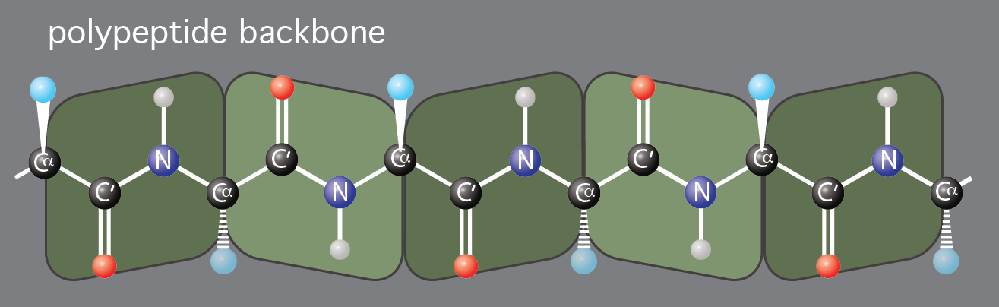 polypeptide backbone
Cα C′ N Cα C′ N Cα C′ N Cα C′ N Cα C′ N Cα